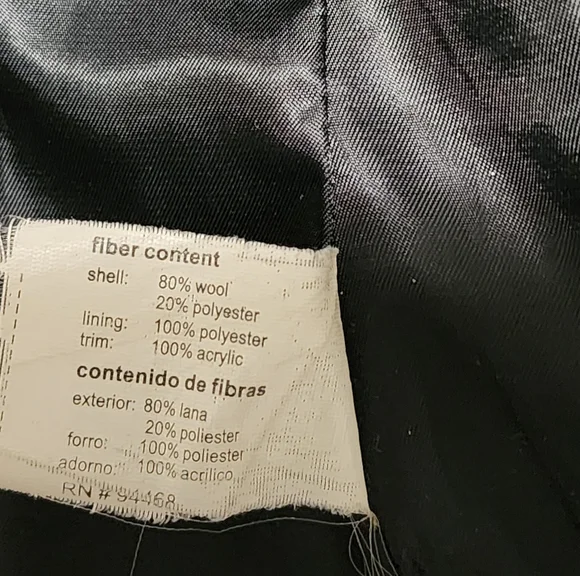 fiber content
shell: 80% wool
20% polyester
lining: 100% polyester
trim: 100% acrylic
contenido de fibras
exterior: 80% lana
20% poliester
forro: 100% poliester
adorno: 100% acrilico
RN # 94468